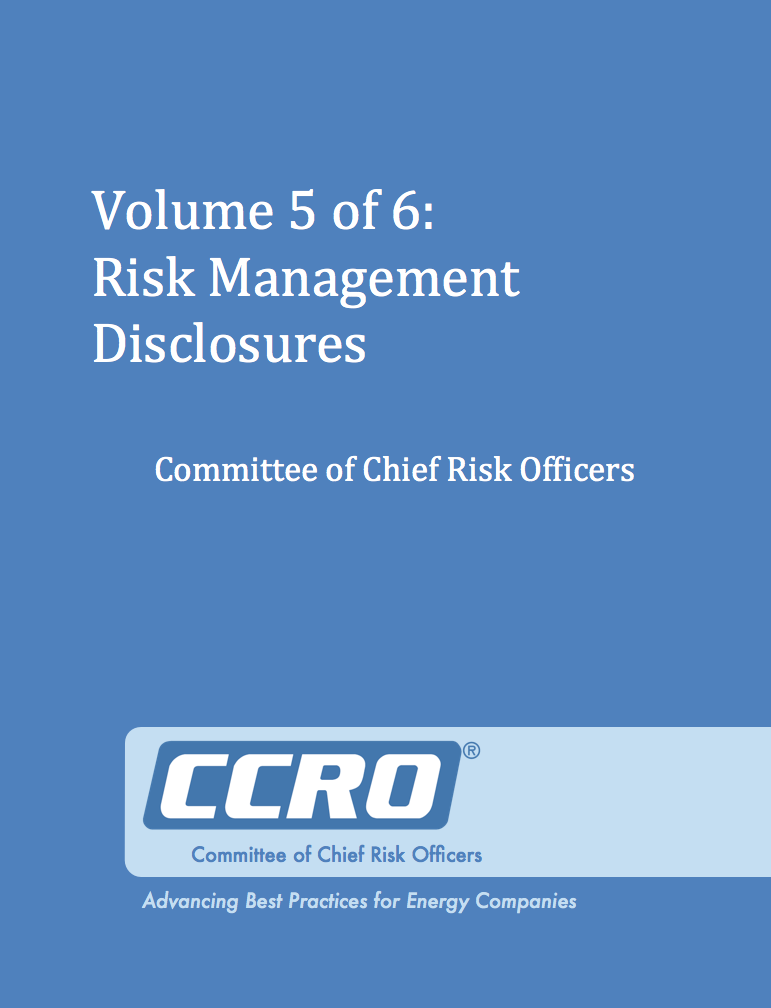 Volume 5 of 6:
Risk Management
Disclosures
Committee of Chief Risk Officers
CCRO®
Committee of Chief Risk Officers
Advancing Best Practices for Energy Companies